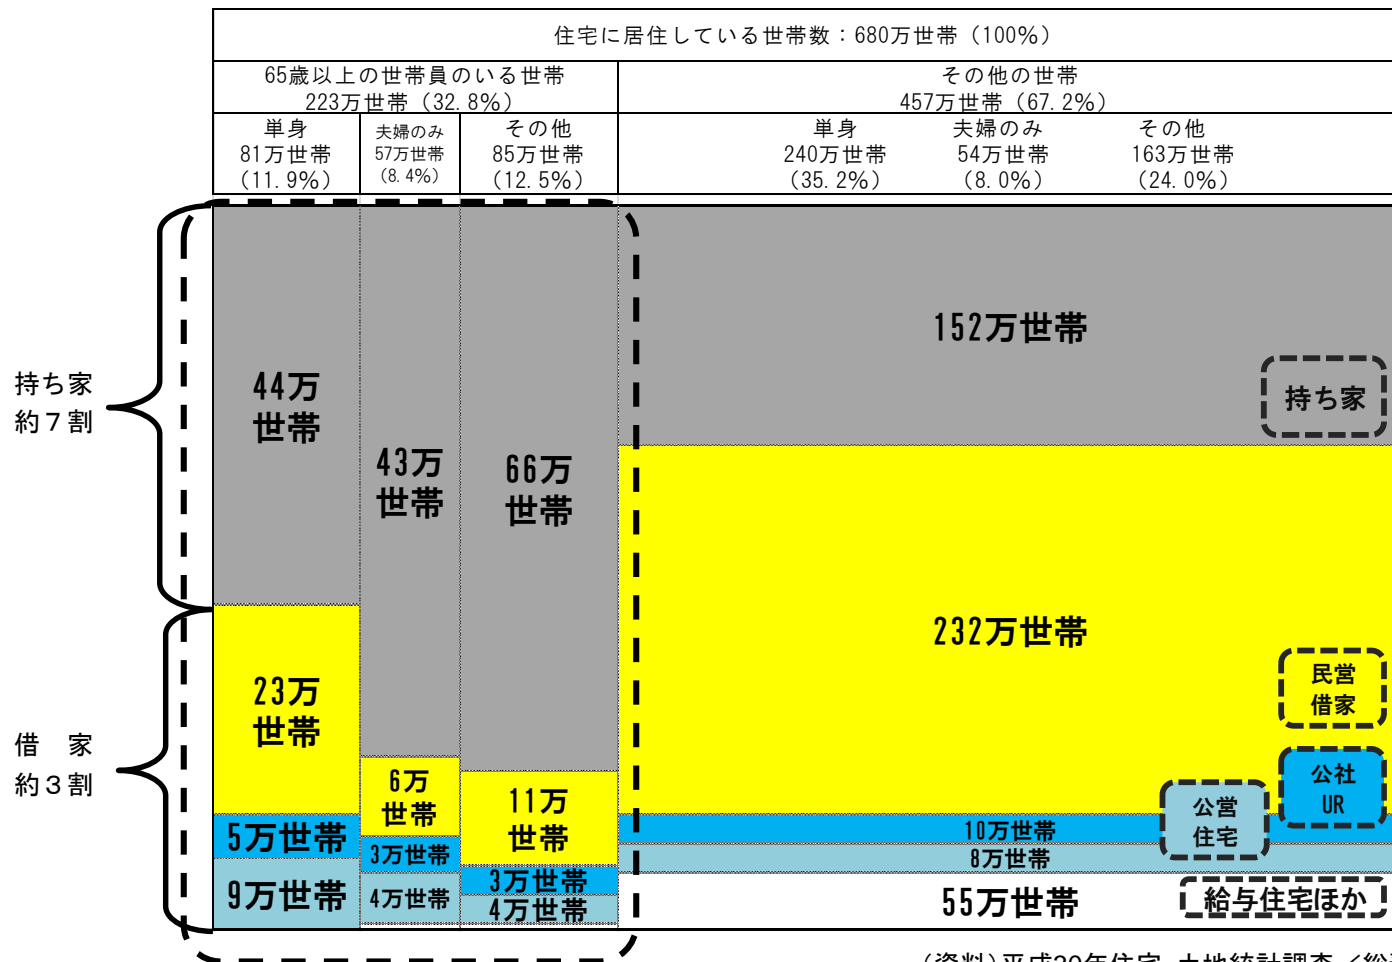 住宅に居住している世帯数：680万世帯（100％）
65歳以上の世帯員のいる世帯
223万世帯（32.8％）
その他の世帯
457万世帯（67.2％）
単身
81万世帯
（11.9％）
夫婦のみ
57万世帯
（8.4％）
その他
85万世帯
（12.5％）
単身
240万世帯
（35.2％）
夫婦のみ
54万世帯
（8.0％）
その他
163万世帯
（24.0％）
持ち家
約７割
借　家
約３割
44万
世帯
23万
世帯
5万世帯
9万世帯
43万
世帯
6万
世帯
3万世帯
4万世帯
66万
世帯
11万
世帯
3万世帯
4万世帯
152万世帯
持ち家
232万世帯
民営
借家
公社
UR
公営
住宅
10万世帯
8万世帯
55万世帯
給与住宅ほか